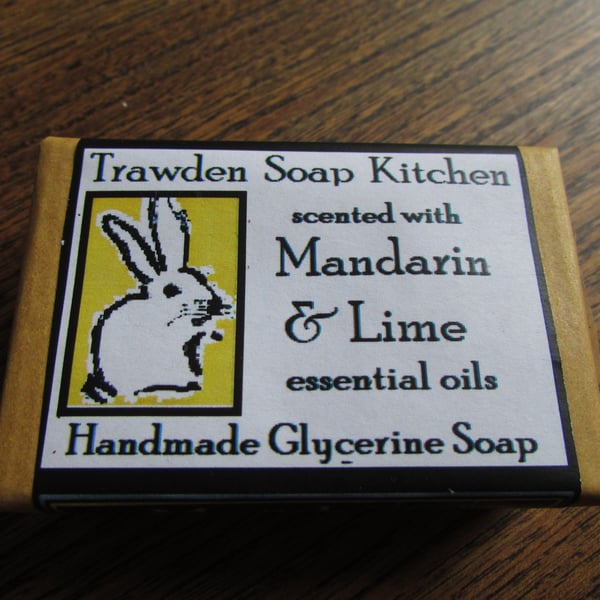 Trawden Soap Kitchen
scented with
Mandarin
& Lime
essential oils
Handmade Glycerine Soap